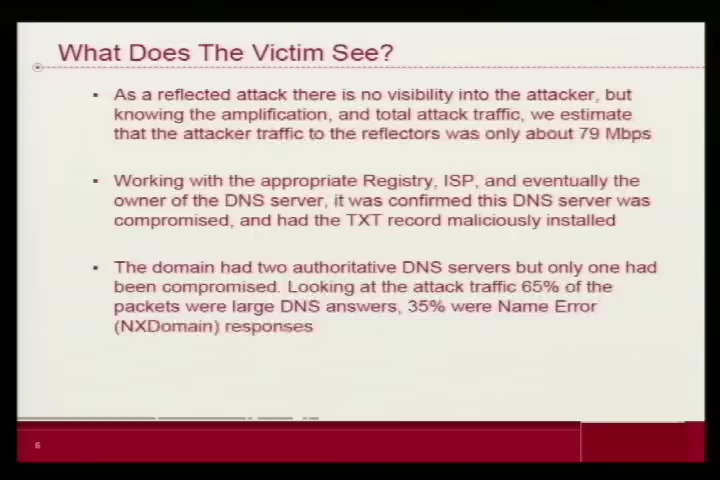 What Does The Victim See?
As a reflected attack there is no visibility into the attacker, but
knowing the amplification, and total attack traffic, we estimate
that the attacker traffic to the reflectors was only about 79 Mbps
Working with the appropriate Registry, ISP, and eventually the
owner of the DNS server, it was confirmed this DNS server was
compromised, and had the TXT record maliciously installed
The domain had two authoritative DNS servers but only one had
been compromised. Looking at the attack traffic 65% of the
packets were large DNS answers, 35% were Name Error
(NXDomain) responses
6